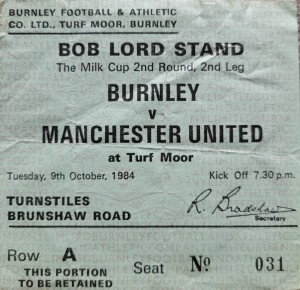 BURNLEY FOOTBALL & ATHLETIC
CO. LTD., TURF MOOR, BURNLEY
BOB LORD STAND
The Milk Cup 2nd Round, 2nd Leg
BURNLEY
v
MANCHESTER UNITED
at Turf Moor
Tuesday, 9th October, 1984 Kick Off 7.30 p.m.
TURNSTILES
BRUNSHAW ROAD
R. Bradshaw
Secretary
Row A
THIS PORTION
TO BE RETAINED
Seat No 031